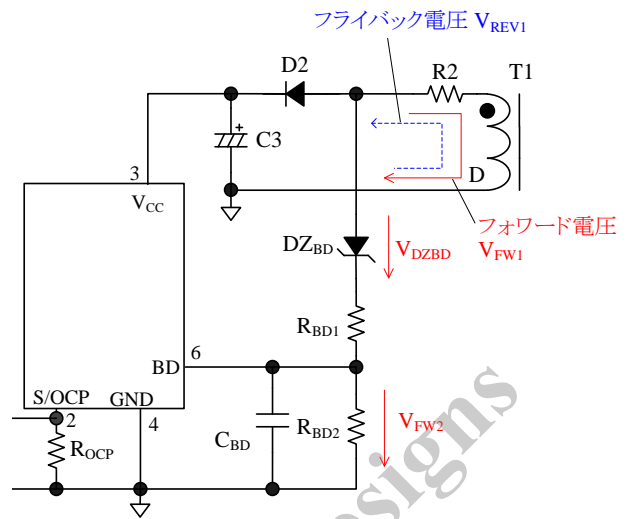 フライバック電圧 VREV1
D2
R2
T1
+
C3
D
3
VCC
フォワード電圧
VFW1
DZBD
VDZBD
RBD1
BD
6
S/OCP
GND
2
4
ROCP
CBD
RBD2
VFW2
esigns